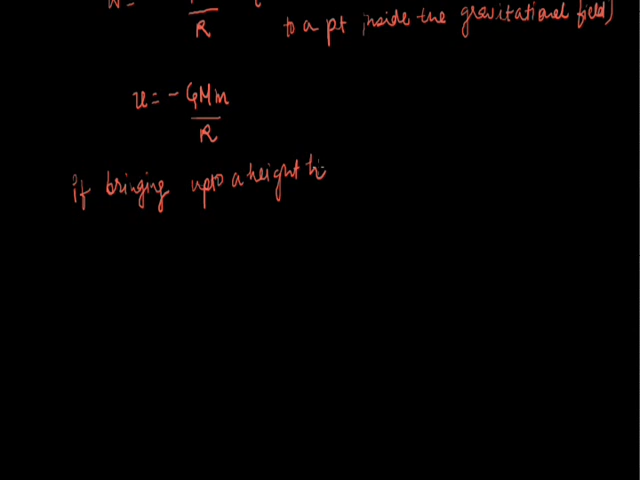 R to a pt inside the gravitational field)
u = - GMm
R
if bringing upto a height h